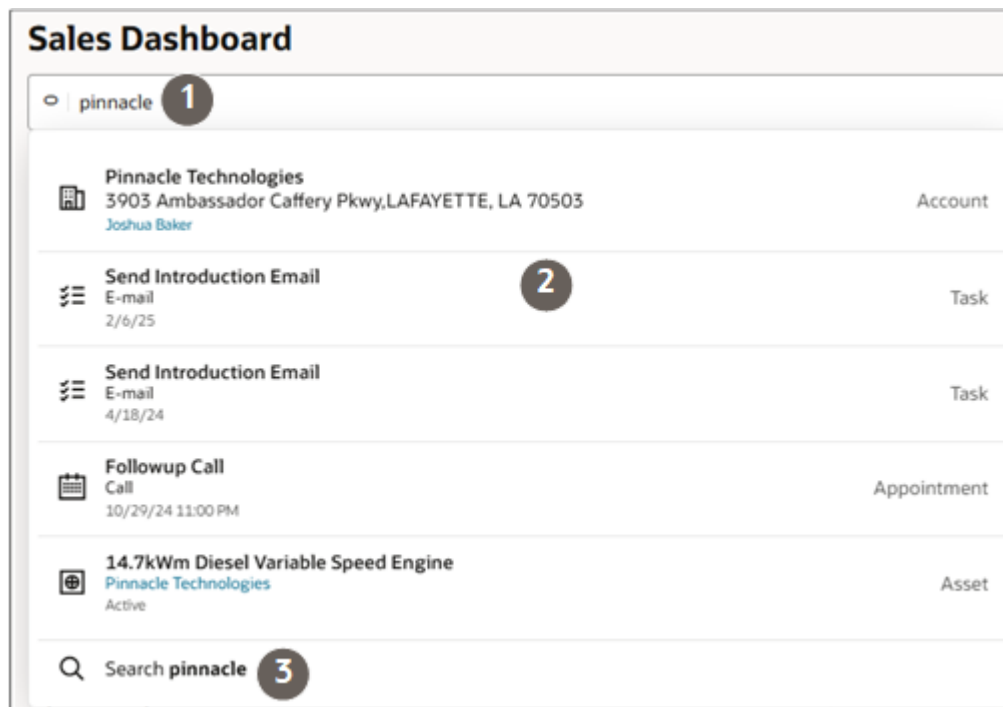 Sales Dashboard
pinnacle 1
Pinnacle Technologies
3903 Ambassador Caffery Pkwy,LAFAYETTE, LA 70503 Account
Joshua Baker
Send Introduction Email 2
E-mail Task
2/6/25
Send Introduction Email
E-mail Task
4/18/24
Followup Call
Call Appointment
10/29/24 11:00 PM
14.7kWm Diesel Variable Speed Engine
Pinnacle Technologies Asset
Active
Search pinnacle 3